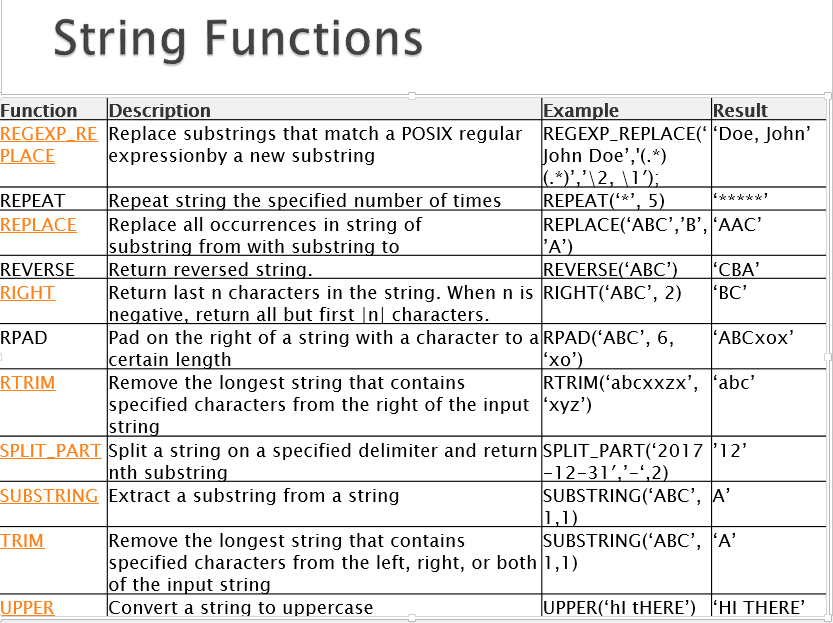 String Functions
Function Description Example Result
REGEXP_RE Replace substrings that match a POSIX regular REGEXP_REPLACE(‘ ‘Doe, John’
PLACE expressionby a new substring John Doe’,'(.*)
(.*)’,’\2, \1′);
REPEAT Repeat string the specified number of times REPEAT(‘*’, 5) ‘*****’
REPLACE Replace all occurrences in string of REPLACE(‘ABC’,’B’, ‘AAC’
substring from with substring to ’A’)
REVERSE Return reversed string. REVERSE(‘ABC’) ‘CBA’
RIGHT Return last n characters in the string. When n is RIGHT(‘ABC’, 2) ‘BC’
negative, return all but first |n| characters.
RPAD Pad on the right of a string with a character to a RPAD(‘ABC’, 6, ‘ABCxox’
certain length ‘xo’)
RTRIM Remove the longest string that contains RTRIM(‘abcxxzx’, ‘abc’
specified characters from the right of the input ‘xyz’)
string
SPLIT_PART Split a string on a specified delimiter and return SPLIT_PART(‘2017 ’12’
nth substring -12-31′,’-‘,2)
SUBSTRING Extract a substring from a string SUBSTRING(‘ABC’, A’
1,1)
TRIM Remove the longest string that contains SUBSTRING(‘ABC’, ‘A’
specified characters from the left, right, or both 1,1)
of the input string
UPPER Convert a string to uppercase UPPER(‘hI tHERE’) ‘HI THERE’